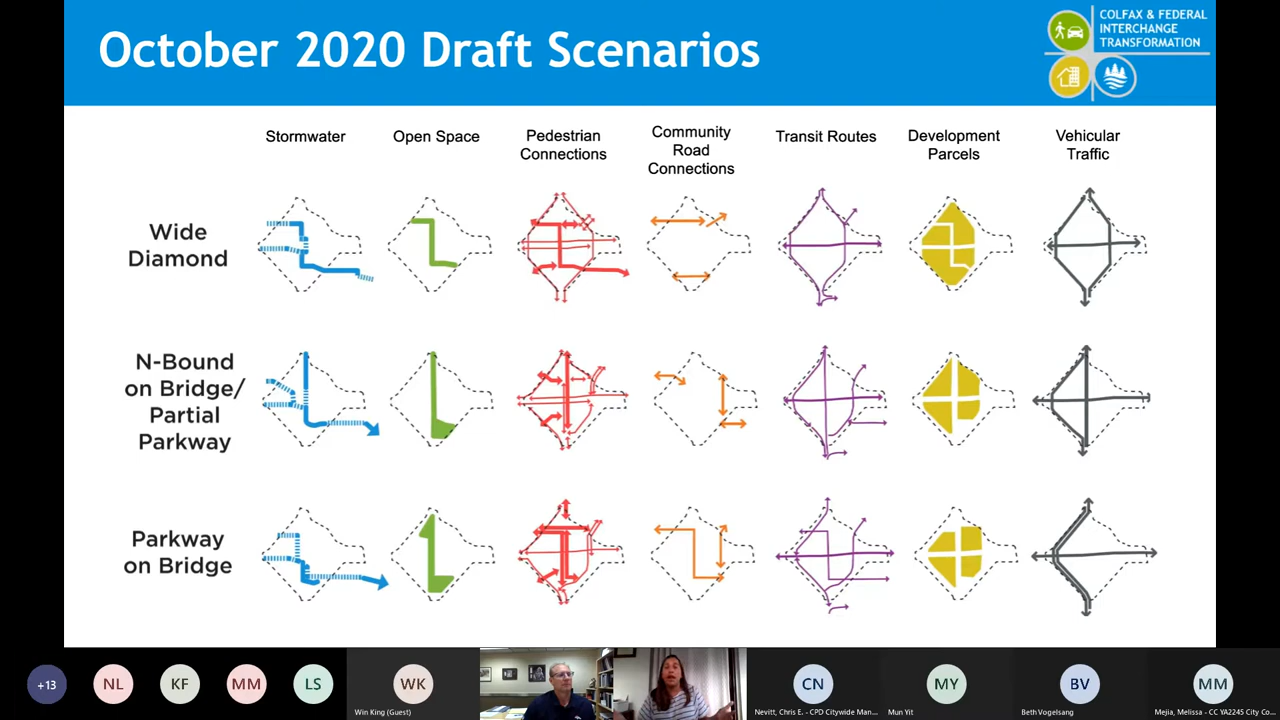 October 2020 Draft Scenarios
COLFAX & FEDERAL
INTERCHANGE
TRANSFORMATION
Stormwater
Open Space
Pedestrian
Connections
Community
Road
Connections
Transit Routes
Development
Parcels
Vehicular
Traffic
Wide
Diamond
N-Bound
on Bridge/
Partial
Parkway
Parkway
on Bridge
+13
NL
KF
MM
LS
WK
CN
MY
BV
MM
Win King (Guest)
Nevitt, Chris E. - CPD Citywide Man...
Mun Yit
Beth Vogelsang
Mejia, Melissa - CC YA2245 City Co...